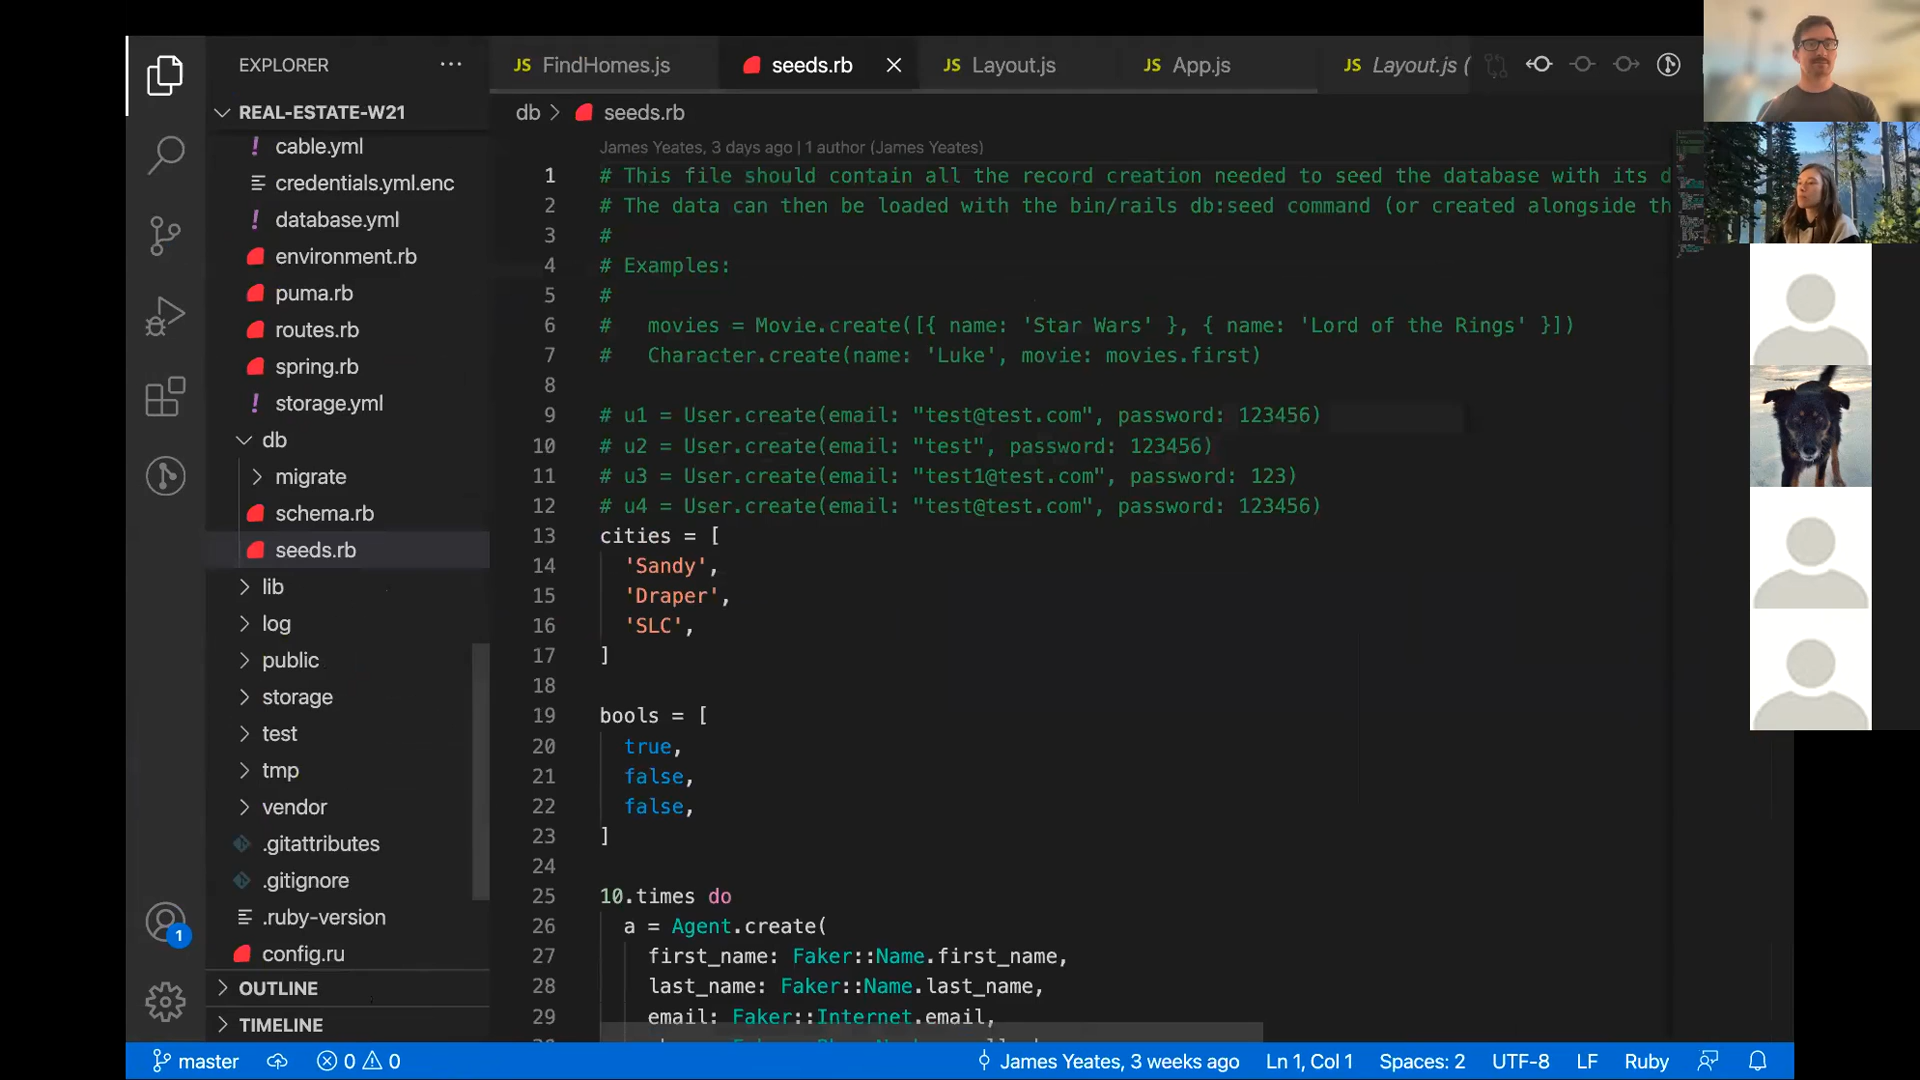 EXPLORER
REAL-ESTATE-W21
cable.yml
credentials.yml.enc
database.yml
environment.rb
puma.rb
routes.rb
spring.rb
storage.yml
db
migrate
schema.rb
seeds.rb
lib
log
public
storage
test
tmp
vendor
.gitattributes
.gitignore
.ruby-version
config.ru
OUTLINE
TIMELINE
1
JS FindHomes.js
seeds.rb
JS Layout.js
JS App.js
JS Layout.js (
db > seeds.rb
James Yeates, 3 days ago | 1 author (James Yeates)
1 # This file should contain all the record creation needed to seed the database with its d
2 # The data can then be loaded with the bin/rails db:seed command (or created alongside th
3 #
4 # Examples:
5 #
6 #   movies = Movie.create([{ name: 'Star Wars' }, { name: 'Lord of the Rings' }])
7 #   Character.create(name: 'Luke', movie: movies.first)
8
9 # u1 = User.create(email: "test@test.com", password: 123456)
10 # u2 = User.create(email: "test", password: 123456)
11 # u3 = User.create(email: "test1@test.com", password: 123)
12 # u4 = User.create(email: "test@test.com", password: 123456)
13 cities = [
14   'Sandy',
15   'Draper',
16   'SLC',
17 ]
18
19 bools = [
20   true,
21   false,
22   false,
23 ]
24
25 10.times do
26   a = Agent.create(
27     first_name: Faker::Name.first_name,
28     last_name: Faker::Name.last_name,
29     email: Faker::Internet.email,
master
0 0
James Yeates, 3 weeks ago
Ln 1, Col 1
Spaces: 2
UTF-8
LF
Ruby